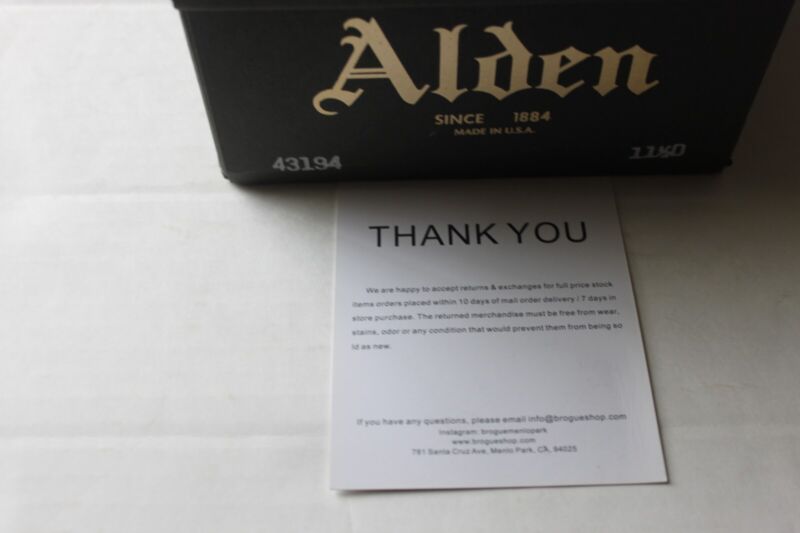 Alden
SINCE 1884
MADE IN U.S.A.
43194 11½D
THANK YOU
We are happy to accept returns & exchanges for full price stock
items orders placed within 10 days of mail order delivery / 7 days in
store purchase. The returned merchandise must be free from wear,
stains, odor or any condition that would prevent them from being so
ld as new.
If you have any questions, please email info@brogueshop.com
Instagram: broguemenlopark
www.brogueshop.com
781 Santa Cruz Ave, Menlo Park, CA, 94025